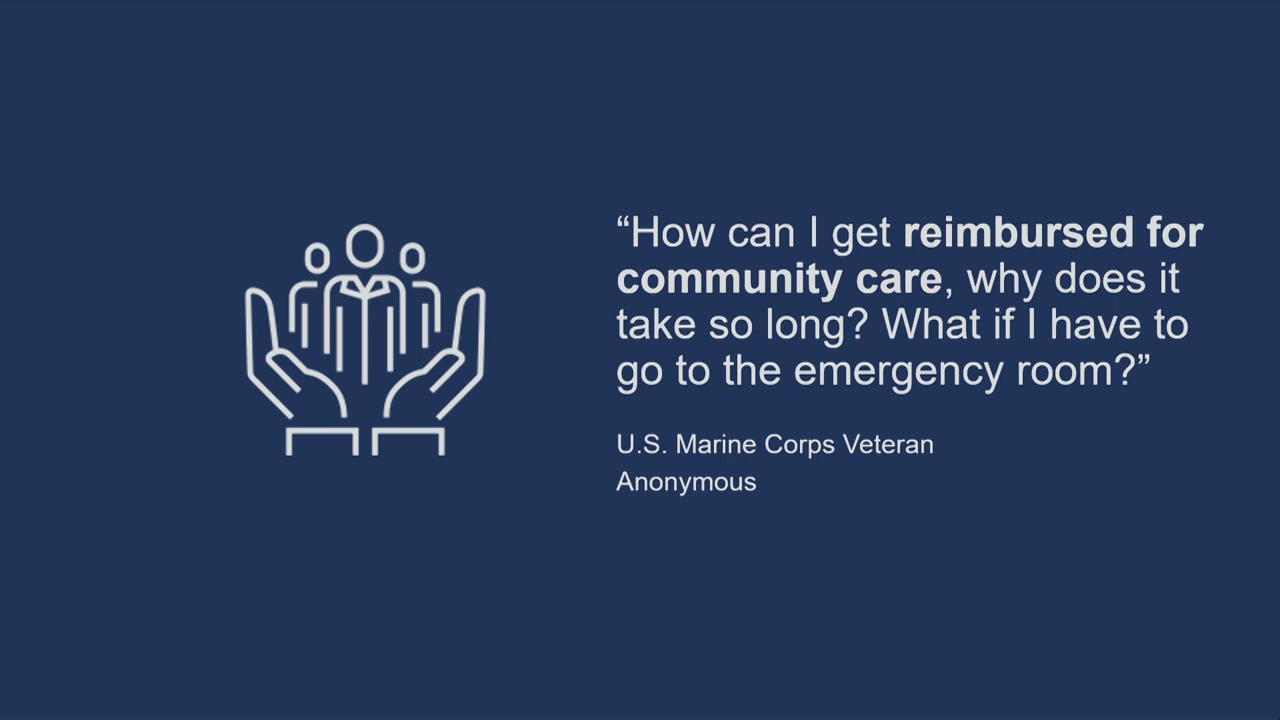 “How can I get reimbursed for
community care, why does it
take so long? What if I have to
go to the emergency room?”
U.S. Marine Corps Veteran
Anonymous